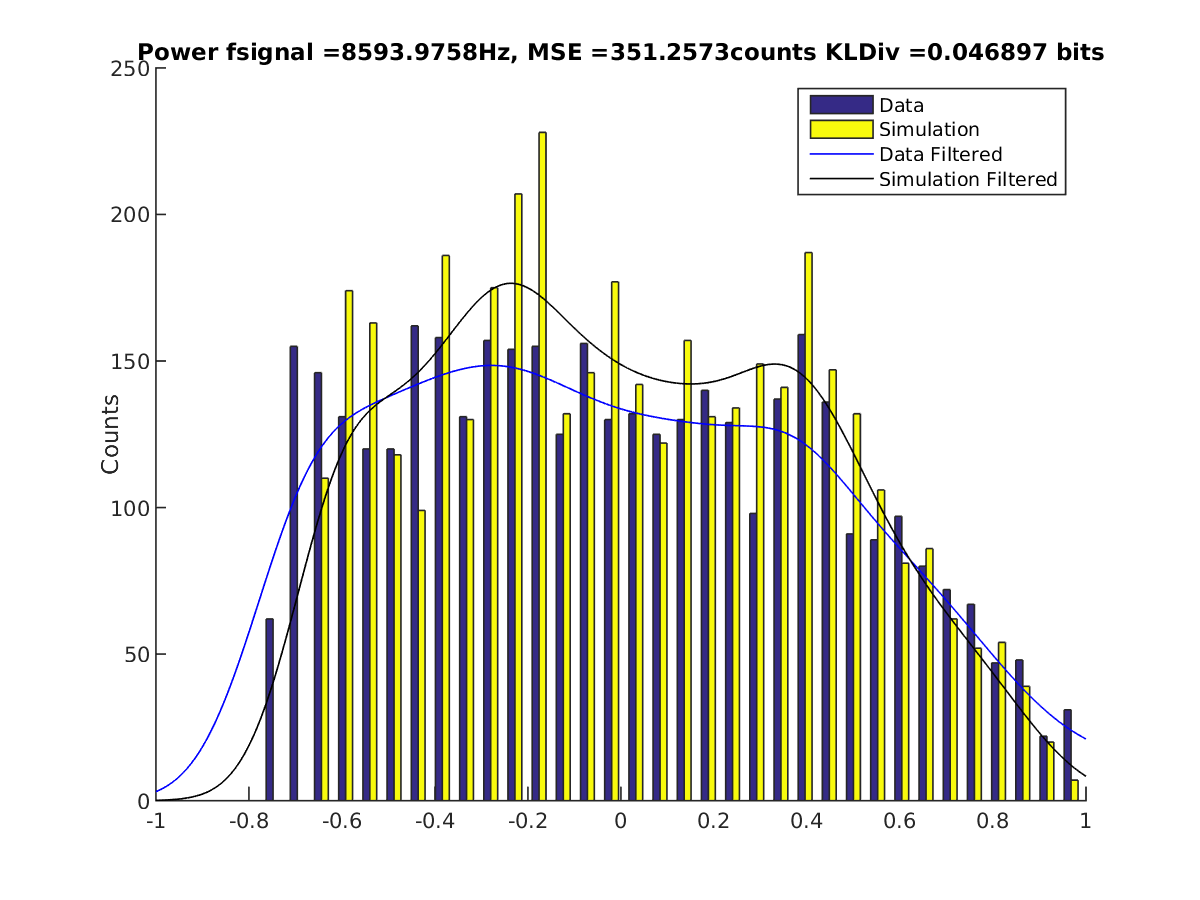 Power fsignal =8593.9758Hz, MSE =351.2573counts KLDiv =0.046897 bits
250
200
150
100
50
0
Counts
Data
Simulation
Data Filtered
Simulation Filtered
-1 -0.8 -0.6 -0.4 -0.2 0 0.2 0.4 0.6 0.8 1